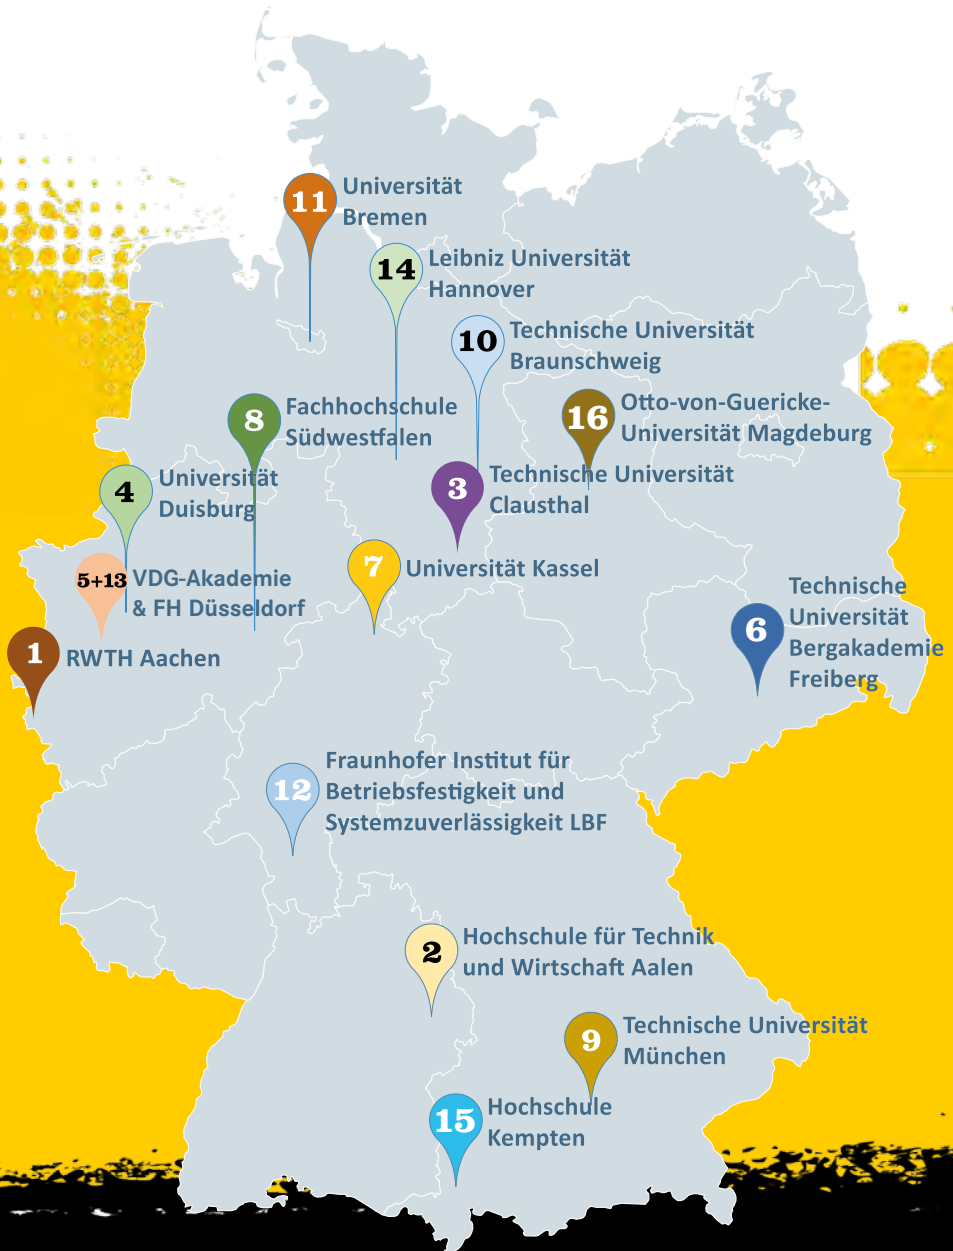 11
Universität
Bremen
14
Leibniz Universität
Hannover
10
Technische Universität
Braunschweig
8
Fachhochschule
Südwestfalen
16
Otto-von-Guericke-
Universität Magdeburg
4
Universität
Duisburg
3
Technische Universität
Clausthal
5+13
VDG-Akademie
& FH Düsseldorf
7
Universität Kassel
6
Technische
Universität
Bergakademie
Freiberg
1
RWTH Aachen
12
Fraunhofer Institut für
Betriebsfestigkeit und
Systemzuverlässigkeit LBF
2
Hochschule für Technik
und Wirtschaft Aalen
9
Technische Universität
München
15
Hochschule
Kempten